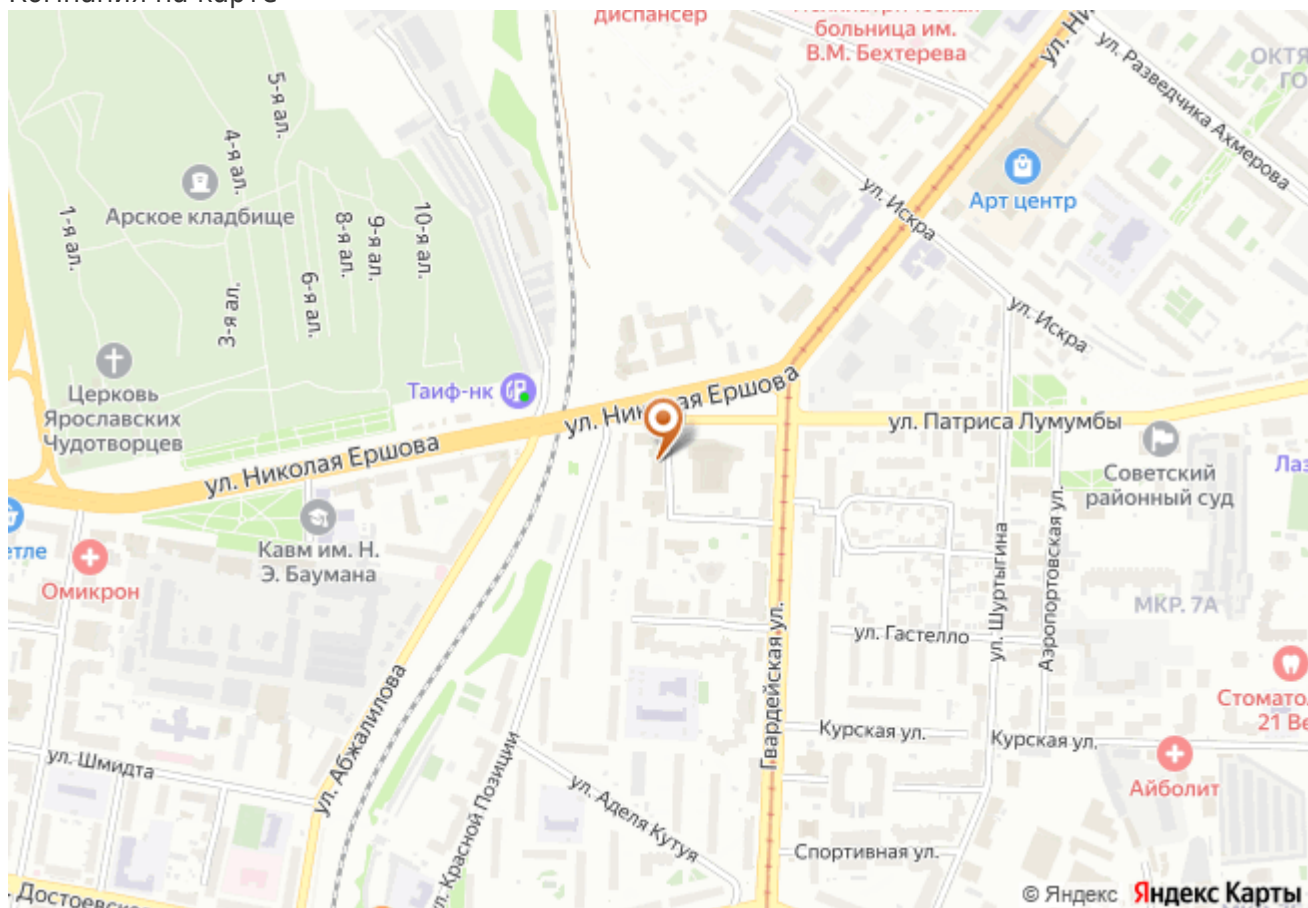 Компания на карте
диспансер
больница им.
В.М. Бехтерева
ул. Разведчика Ахмерова
5-я ал.
4-я ал.
Арское кладбище
1-я ал.
3-я ал.
6-я ал.
8-я ал.
9-я ал.
10-я ал.
ул. Искра
Арт центр
ул. Искра
Церковь
Ярославских
Чудотворцев
Таиф-нк
ул. Николая Ершова
ул. Николая Ершова
ул. Патриса Лумумбы
Советский
районный суд
Кавм им. Н.
Э. Баумана
Омикрон
ул. Абжалилова
ул. Шмидта
ул. Красной Позиции
ул. Аделя Кутуя
Гвардейская ул.
ул. Гастелло
ул. Шуртыгина
Аэропортовская ул.
МКР. 7А
Курская ул.
Курская ул.
Айболит
21
Спортивная ул.
© Яндекс Яндекс Карты